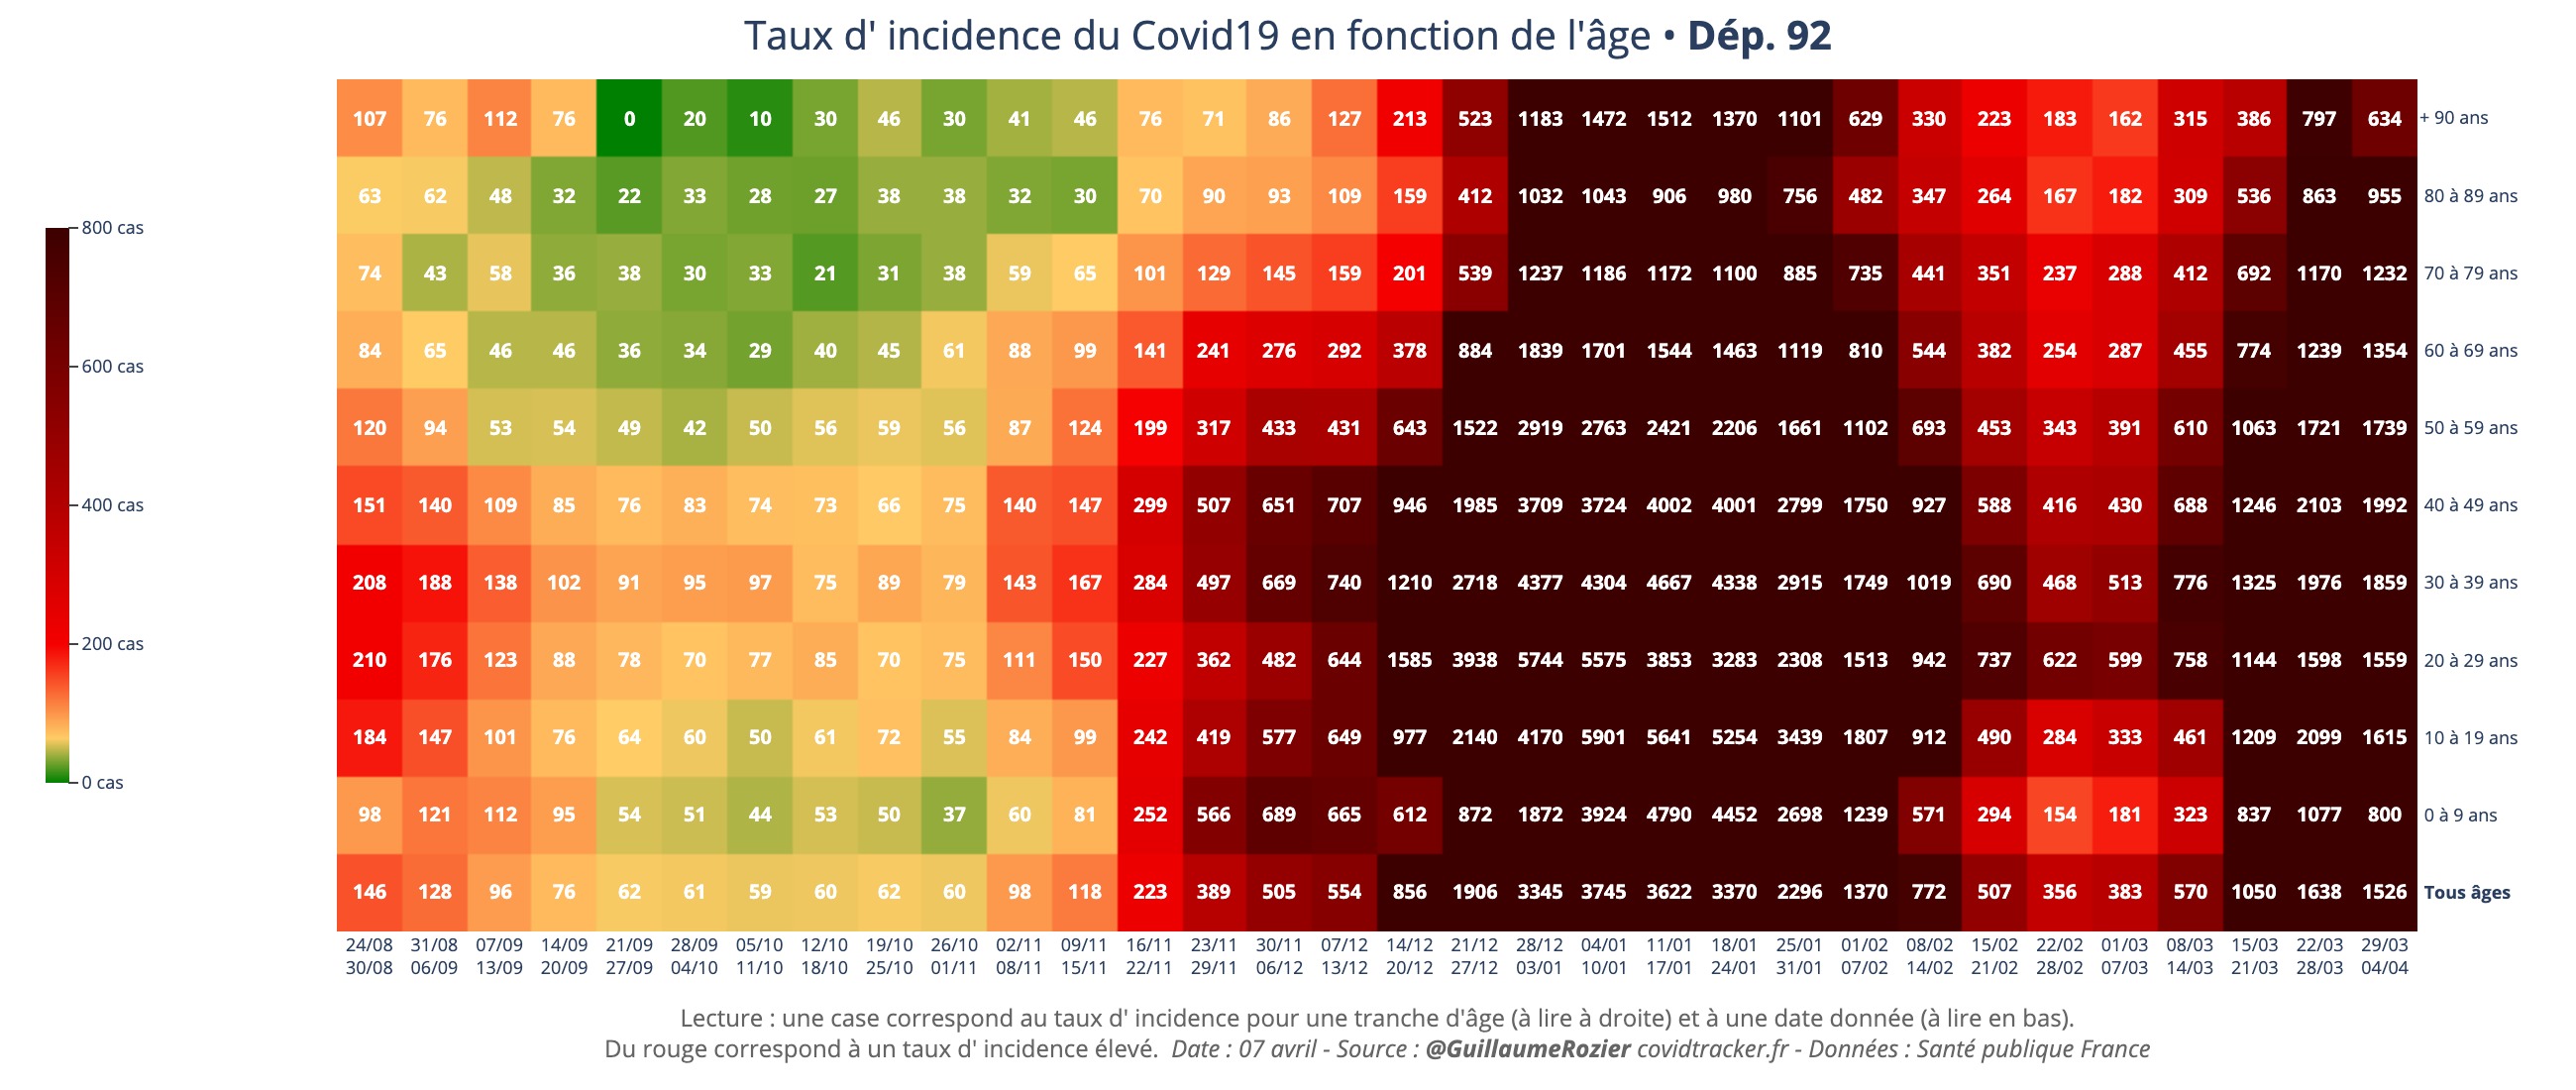 Taux d' incidence du Covid19 en fonction de l'âge • Dép. 92
107 76 112 76 0 20 10 30 46 30 41 46 76 71 86 127 213 523 1183 1472 1512 1370 1101 629 330 223 183 162 315 386 797 634 + 90 ans
63 62 48 32 22 33 28 27 38 38 32 30 70 90 93 109 159 412 1032 1043 906 980 756 482 347 264 167 182 309 536 863 955 80 à 89 ans
800 cas
74 43 58 36 38 30 33 21 31 38 59 65 101 129 145 159 201 539 1237 1186 1172 1100 885 735 441 351 237 288 412 692 1170 1232 70 à 79 ans
84 65 46 46 36 34 29 40 45 61 88 99 141 241 276 292 378 884 1839 1701 1544 1463 1119 810 544 382 254 287 455 774 1239 1354 60 à 69 ans
600 cas
120 94 53 54 49 42 50 56 59 56 87 124 199 317 433 431 643 1522 2919 2763 2421 2206 1661 1102 693 453 343 391 610 1063 1721 1739 50 à 59 ans
400 cas
151 140 109 85 76 83 74 73 66 75 140 147 299 507 651 707 946 1985 3709 3724 4002 4001 2799 1750 927 588 416 430 688 1246 2103 1992 40 à 49 ans
208 188 138 102 91 95 97 75 89 79 143 167 284 497 669 740 1210 2718 4377 4304 4667 4338 2915 1749 1019 690 468 513 776 1325 1976 1859 30 à 39 ans
200 cas
210 176 123 88 78 70 77 85 70 75 111 150 227 362 482 644 1585 3938 5744 5575 3853 3283 2308 1513 942 737 622 599 758 1144 1598 1559 20 à 29 ans
184 147 101 76 64 60 50 61 72 55 84 99 242 419 577 649 977 2140 4170 5901 5641 5254 3439 1807 912 490 284 333 461 1209 2099 1615 10 à 19 ans
0 cas
98 121 112 95 54 51 44 53 50 37 60 81 252 566 689 665 612 872 1872 3924 4790 4452 2698 1239 571 294 154 181 323 837 1077 800 0 à 9 ans
146 128 96 76 62 61 59 60 62 60 98 118 223 389 505 554 856 1906 3345 3745 3622 3370 2296 1370 772 507 356 383 570 1050 1638 1526 Tous âges
24/08 31/08 07/09 14/09 21/09 28/09 05/10 12/10 19/10 26/10 02/11 09/11 16/11 23/11 30/11 07/12 14/12 21/12 28/12 04/01 11/01 18/01 25/01 01/02 08/02 15/02 22/02 01/03 08/03 15/03 22/03 29/03
30/08 06/09 13/09 20/09 27/09 04/10 11/10 18/10 25/10 01/11 08/11 15/11 22/11 29/11 06/12 13/12 20/12 27/12 03/01 10/01 17/01 24/01 31/01 07/02 14/02 21/02 28/02 07/03 14/03 21/03 28/03 04/04
Lecture : une case correspond au taux d' incidence pour une tranche d'âge (à lire à droite) et à une date donnée (à lire en bas).
Du rouge correspond à un taux d' incidence élevé. Date : 07 avril - Source : @GuillaumeRozier covidtracker.fr - Données : Santé publique France